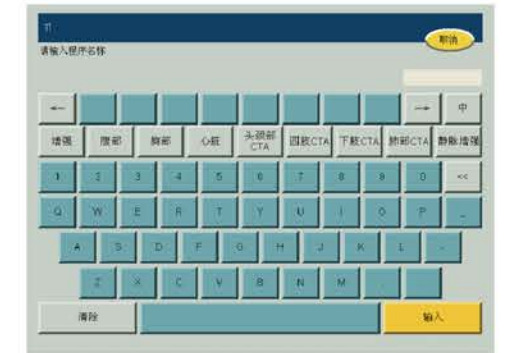 取消
请输入程序名称
← → 中
增强 腹部 胸部 心脏 头颈部CTA 四肢CTA 下肢CTA 肺部CTA 静脉增强
1 2 3 4 5 6 7 8 9 0 <<
Q W E R T Y U I O P _
A S D F G H J K L
Z X C V B N M
清除 输入